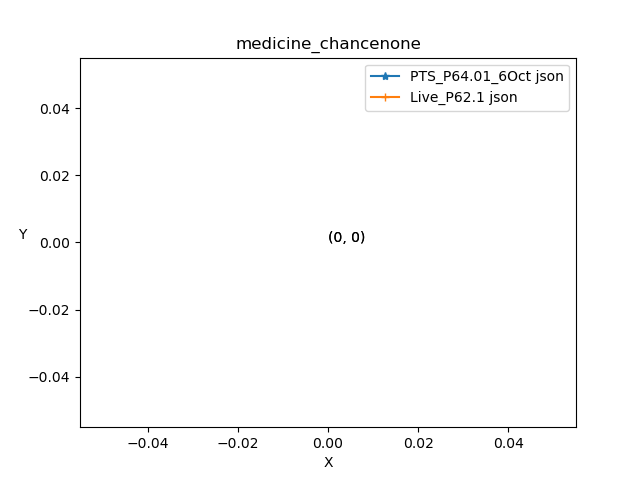 medicine_chancenone
PTS_P64.01_6Oct json
Live_P62.1 json
0.04
0.02
Y
0.00
(0, 0)
−0.02
−0.04
−0.04
−0.02
0.00
0.02
0.04
X